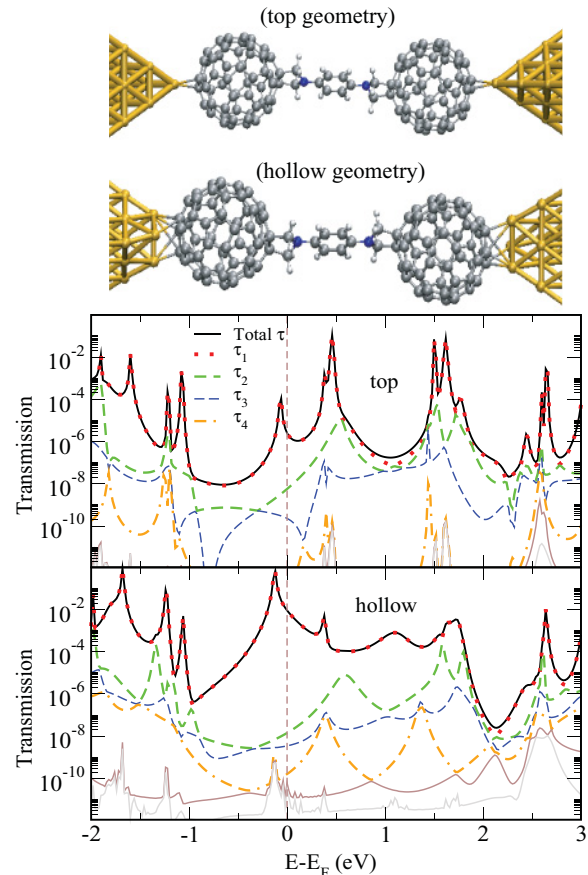 (top geometry)
(hollow geometry)
Total τ
τ₁
τ₂
τ₃
τ₄
top
Transmission
10⁻²
10⁻⁴
10⁻⁶
10⁻⁸
10⁻¹⁰
hollow
Transmission
10⁻²
10⁻⁴
10⁻⁶
10⁻⁸
10⁻¹⁰
-2 -1 0 1 2 3
E-E_F (eV)